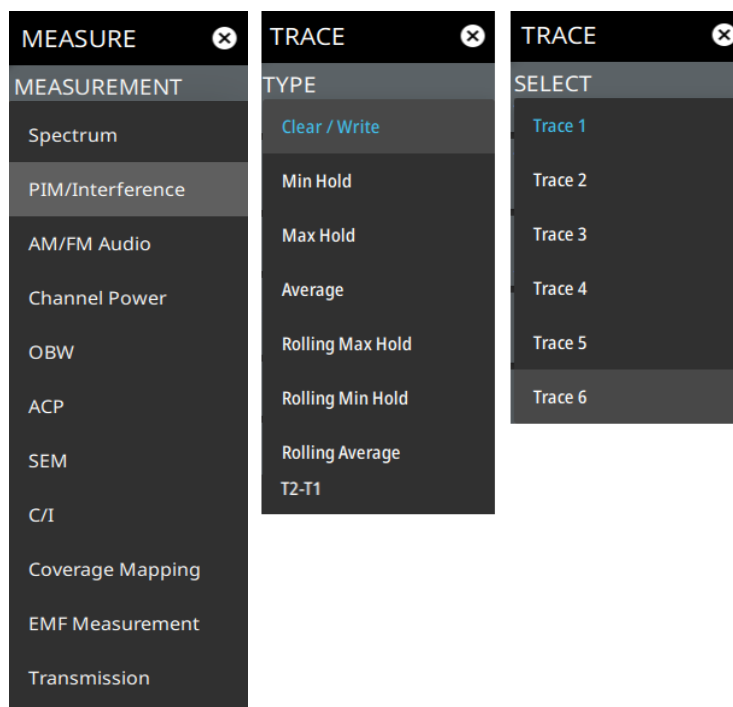 MEASURE
MEASUREMENT
Spectrum
PIM/Interference
AM/FM Audio
Channel Power
OBW
ACP
SEM
C/I
Coverage Mapping
EMF Measurement
Transmission
TRACE
TYPE
Clear / Write
Min Hold
Max Hold
Average
Rolling Max Hold
Rolling Min Hold
Rolling Average
T2-T1
TRACE
SELECT
Trace 1
Trace 2
Trace 3
Trace 4
Trace 5
Trace 6